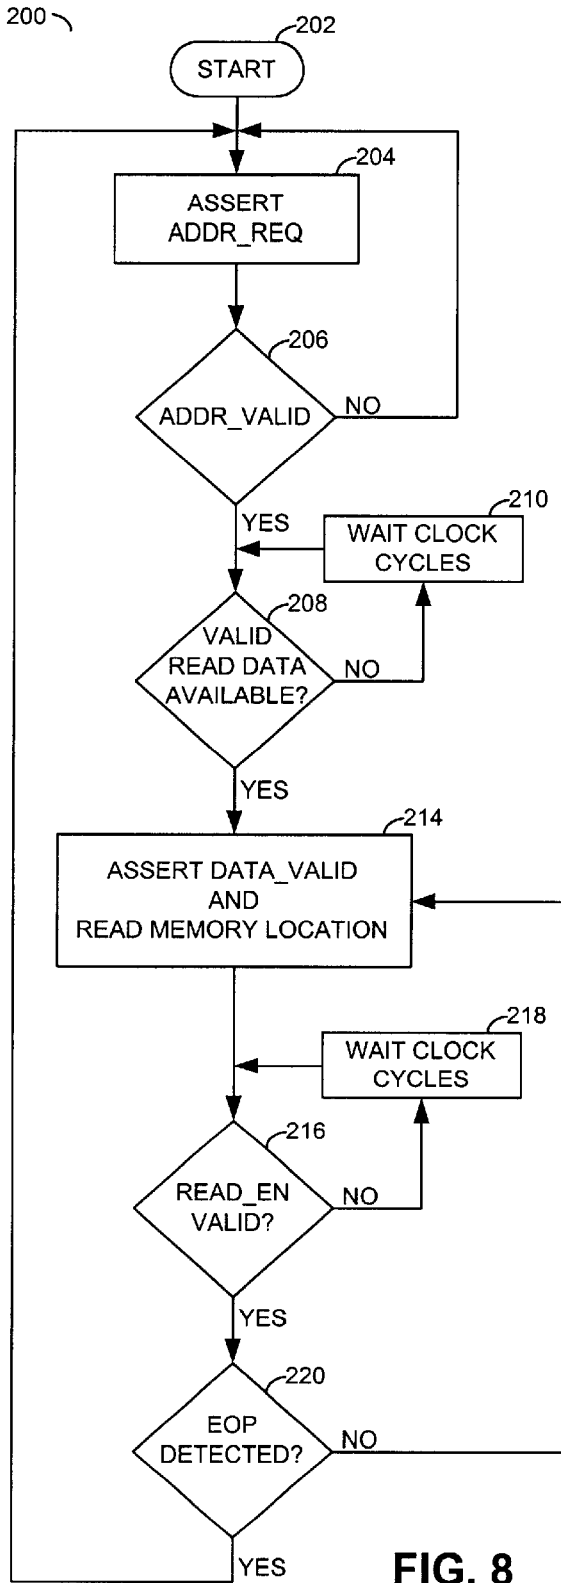 200
202
START
204
ASSERT
ADDR_REQ
206
ADDR_VALID
NO
YES
210
WAIT CLOCK
CYCLES
208
VALID
READ DATA
AVAILABLE?
NO
YES
214
ASSERT DATA_VALID
AND
READ MEMORY LOCATION
218
WAIT CLOCK
CYCLES
216
READ_EN
VALID?
NO
YES
220
EOP
DETECTED?
NO
YES
FIG. 8